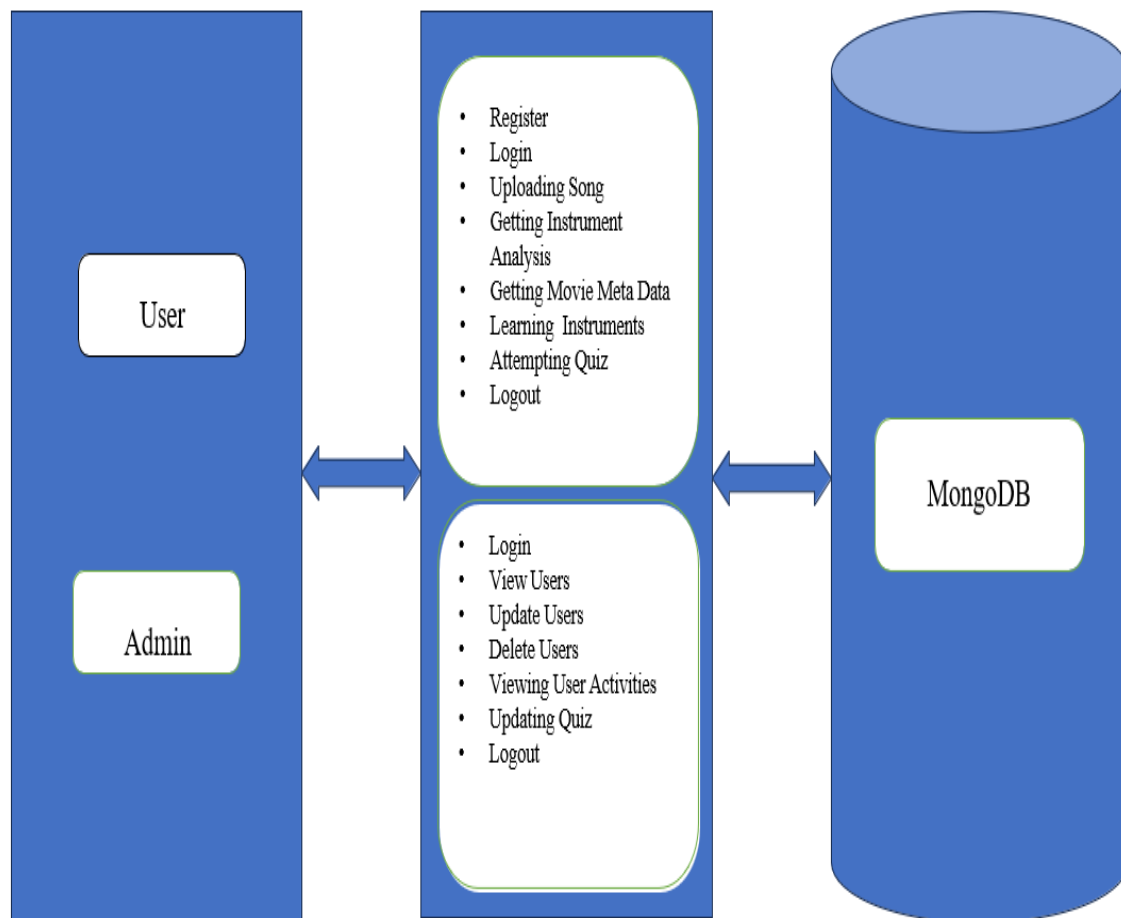 User
Admin
• Register
• Login
• Uploading Song
• Getting Instrument
Analysis
• Getting Movie Meta Data
• Learning Instruments
• Attempting Quiz
• Logout
• Login
• View Users
• Update Users
• Delete Users
• Viewing User Activities
• Updating Quiz
• Logout
MongoDB